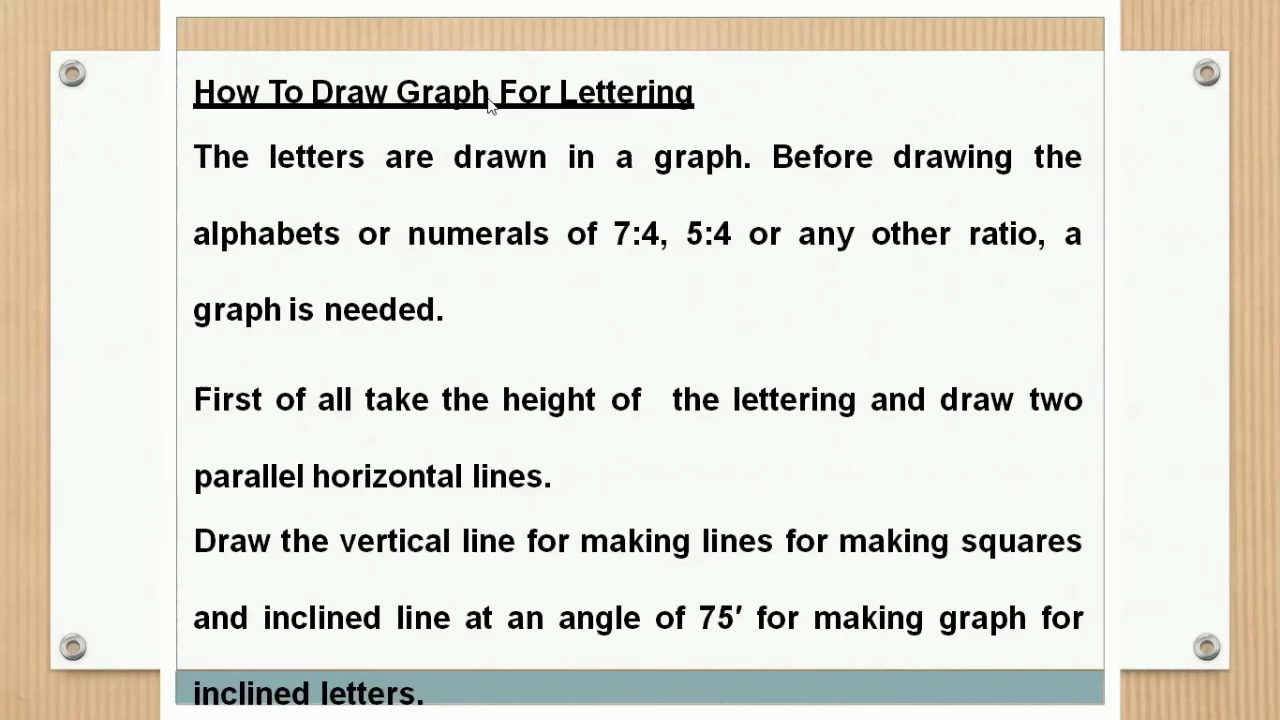 How To Draw Graph For Lettering
The letters are drawn in a graph. Before drawing the
alphabets or numerals of 7:4, 5:4 or any other ratio, a
graph is needed.
First of all take the height of the lettering and draw two
parallel horizontal lines.
Draw the vertical line for making lines for making squares
and inclined line at an angle of 75′ for making graph for
inclined letters.